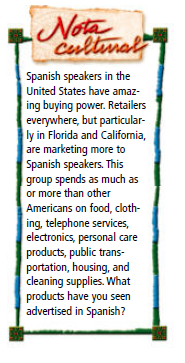 Nota
cultural
Spanish speakers in the
United States have amaz-
ing buying power. Retailers
everywhere, but particular-
ly in Florida and California,
are marketing more to
Spanish speakers. This
group spends as much as
or more than other
Americans on food, cloth-
ing, telephone services,
electronics, personal care
products, public trans-
portation, housing, and
cleaning supplies. What
products have you seen
advertised in Spanish?